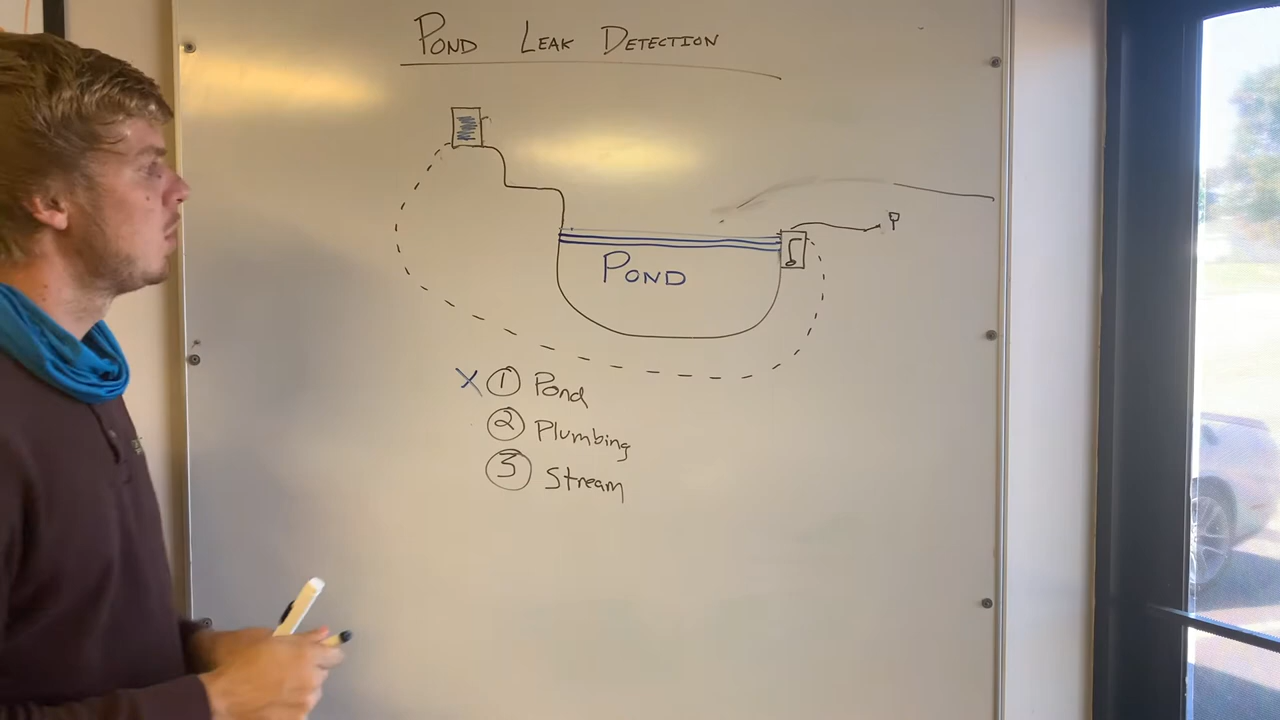 POND LEAK DETECTION
POND
X ① Pond
② Plumbing
③ Stream